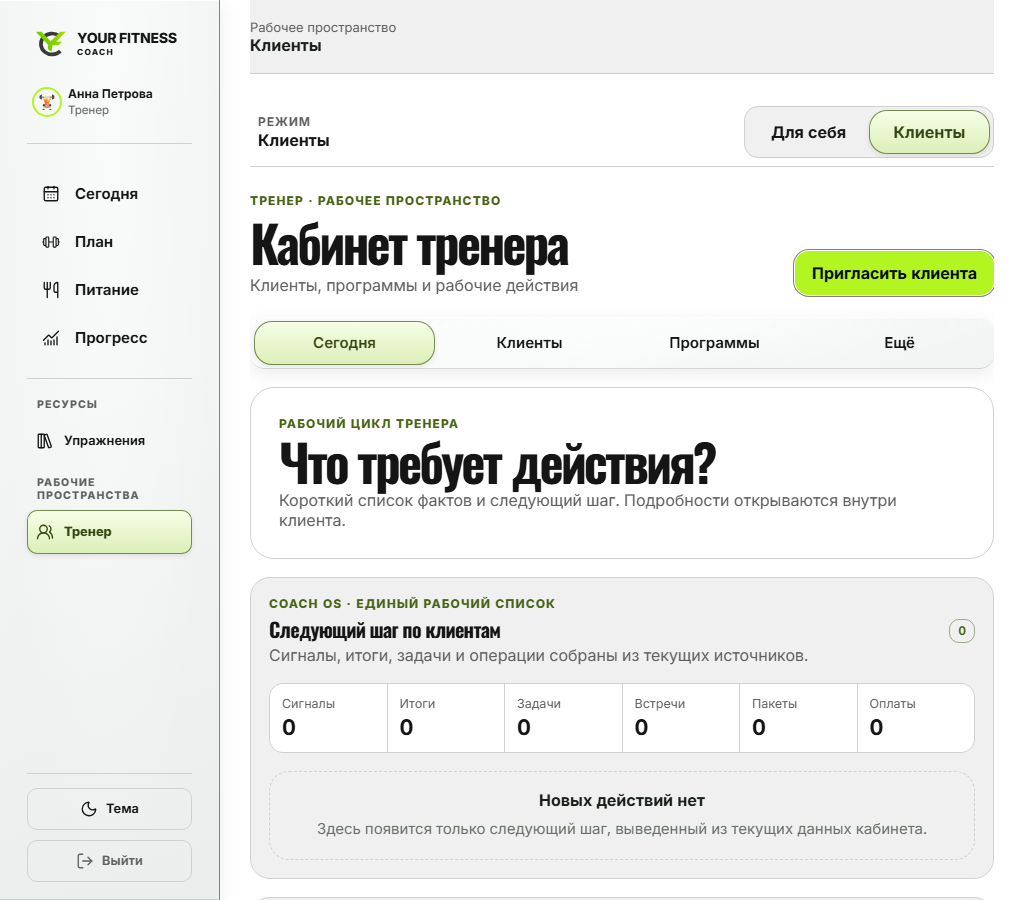 YOUR FITNESS
COACH
Анна Петрова
Тренер
Сегодня
План
Питание
Прогресс
РЕСУРСЫ
Упражнения
РАБОЧИЕ
ПРОСТРАНСТВА
Тренер
Тема
Выйти
Рабочее пространство
Клиенты
РЕЖИМ
Клиенты
Для себя
Клиенты
ТРЕНЕР · РАБОЧЕЕ ПРОСТРАНСТВО
Кабинет тренера
Клиенты, программы и рабочие действия
Пригласить клиента
Сегодня
Клиенты
Программы
Ещё
РАБОЧИЙ ЦИКЛ ТРЕНЕРА
Что требует действия?
Короткий список фактов и следующий шаг. Подробности открываются внутри
клиента.
COACH OS · ЕДИНЫЙ РАБОЧИЙ СПИСОК
Следующий шаг по клиентам
0
Сигналы, итоги, задачи и операции собраны из текущих источников.
Сигналы
0
Итоги
0
Задачи
0
Встречи
0
Пакеты
0
Оплаты
0
Новых действий нет
Здесь появится только следующий шаг, выведенный из текущих данных кабинета.